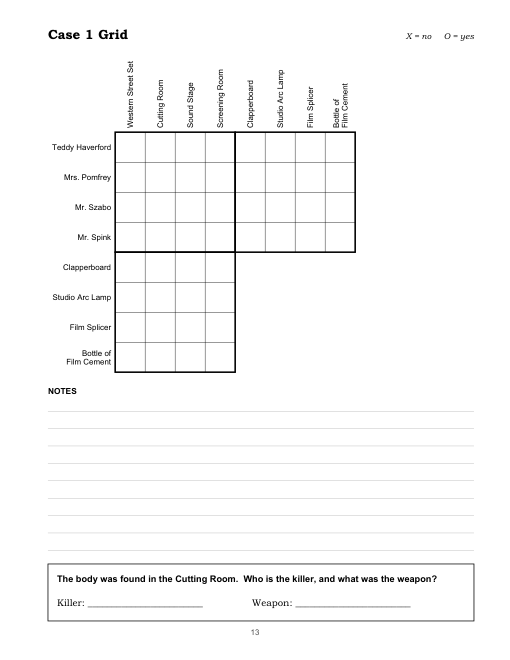 Case 1 Grid
X = no O = yes
Western Street Set
Cutting Room
Sound Stage
Screening Room
Clapperboard
Studio Arc Lamp
Film Splicer
Bottle of
Film Cement
Teddy Haverford
Mrs. Pomfrey
Mr. Szabo
Mr. Spink
Clapperboard
Studio Arc Lamp
Film Splicer
Bottle of
Film Cement
NOTES
The body was found in the Cutting Room. Who is the killer, and what was the weapon?
Killer: ________________________ Weapon: ________________________
13